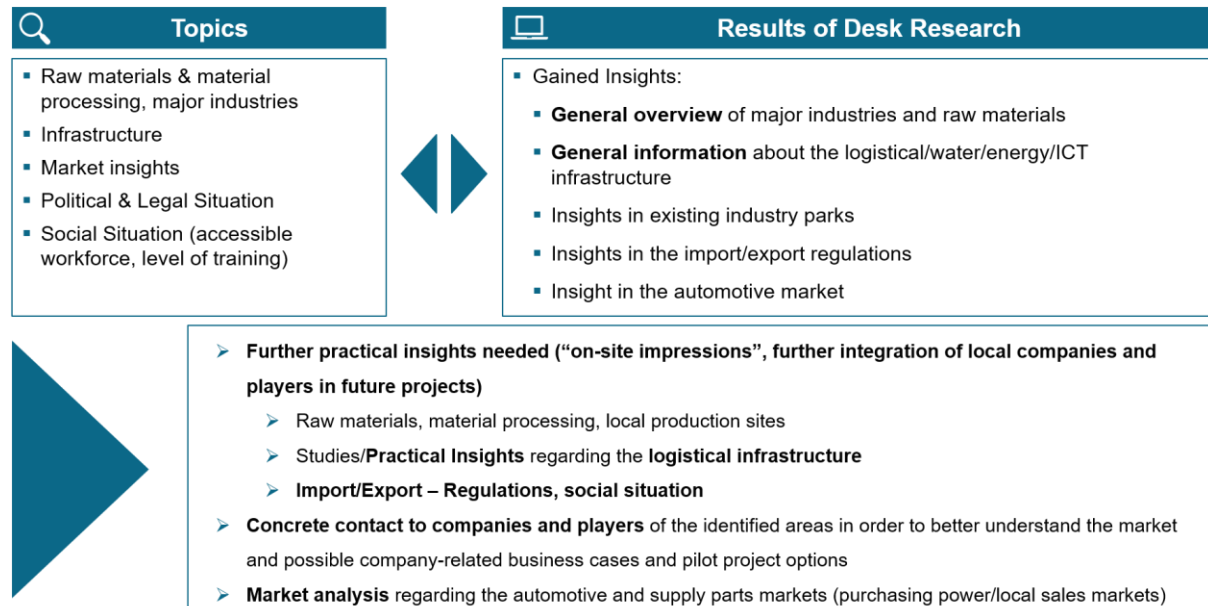 Topics
Raw materials & material
processing, major industries
Infrastructure
Market insights
Political & Legal Situation
Social Situation (accessible
workforce, level of training)
Results of Desk Research
Gained Insights:
General overview of major industries and raw materials
General information about the logistical/water/energy/ICT
infrastructure
Insights in existing industry parks
Insights in the import/export regulations
Insight in the automotive market
Further practical insights needed (“on-site impressions”, further integration of local companies and
players in future projects)
Raw materials, material processing, local production sites
Studies/Practical Insights regarding the logistical infrastructure
Import/Export – Regulations, social situation
Concrete contact to companies and players of the identified areas in order to better understand the market
and possible company-related business cases and pilot project options
Market analysis regarding the automotive and supply parts markets (purchasing power/local sales markets)